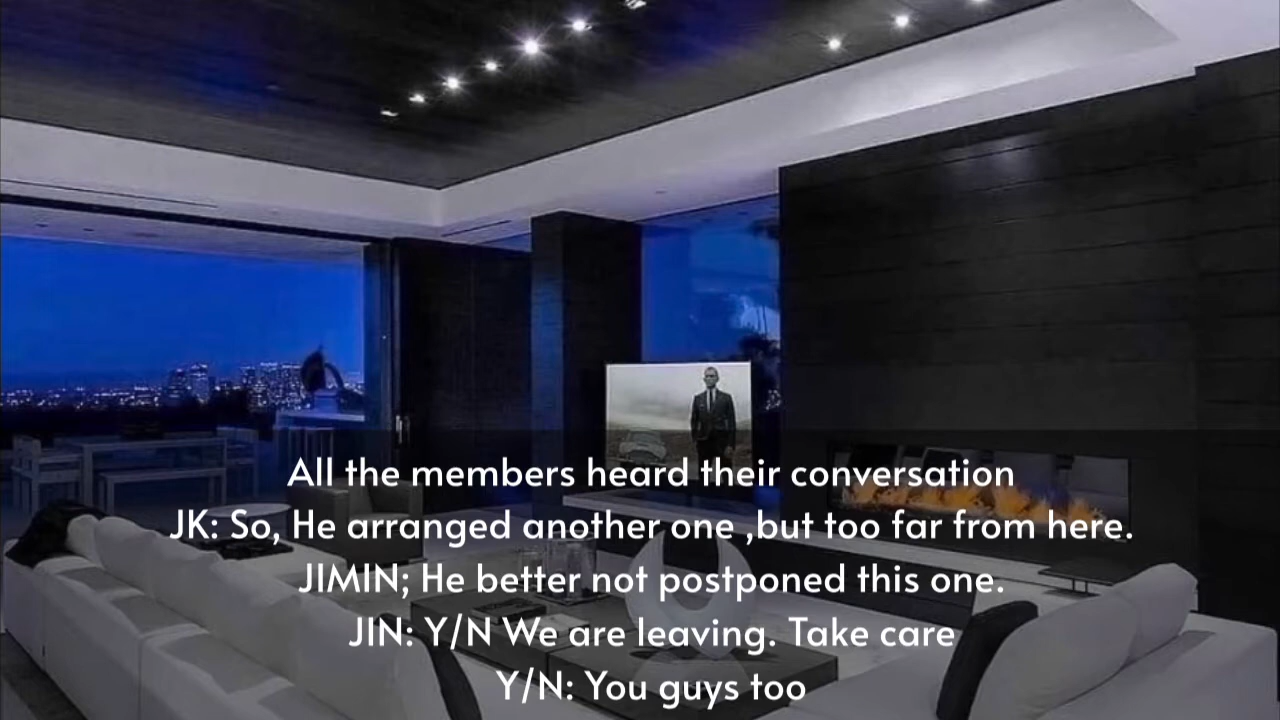 All the members heard their conversation
JK: So, He arranged another one ,but too far from here.
JIMIN; He better not postponed this one.
JIN: Y/N We are leaving. Take care
Y/N: You guys too